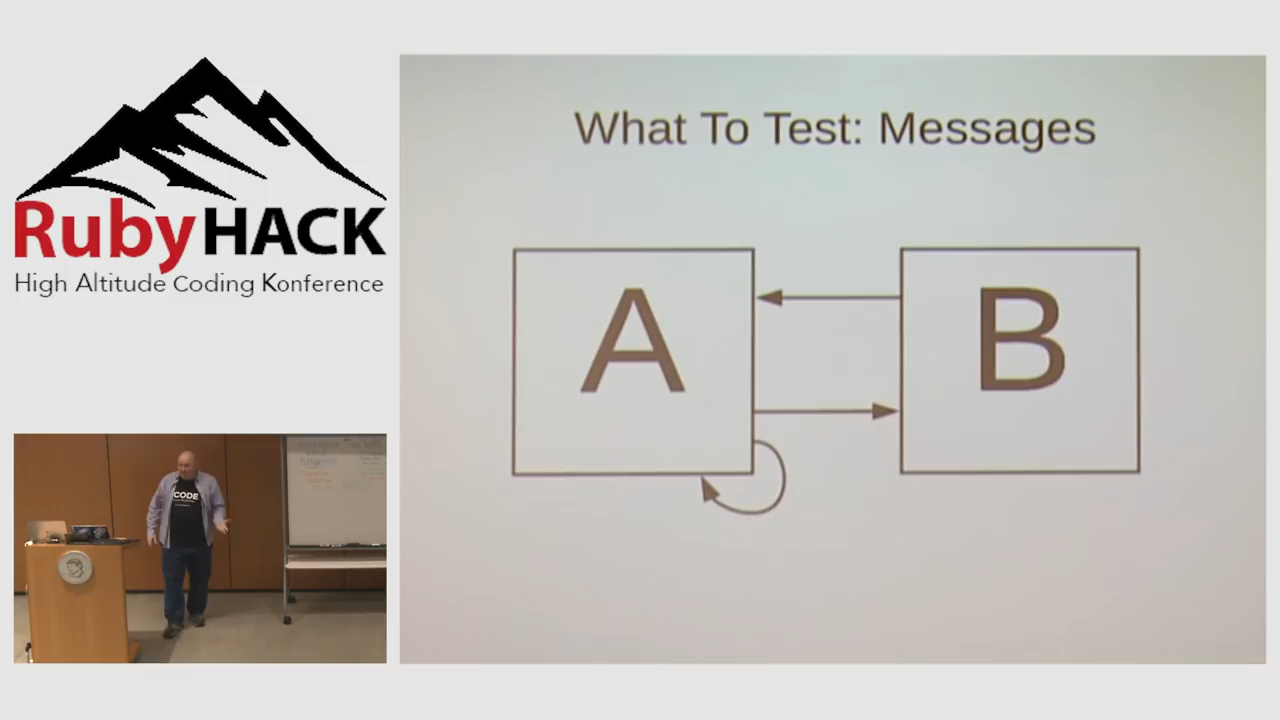 RubyHACK
High Altitude Coding Konference
What To Test: Messages
A
B
CODE